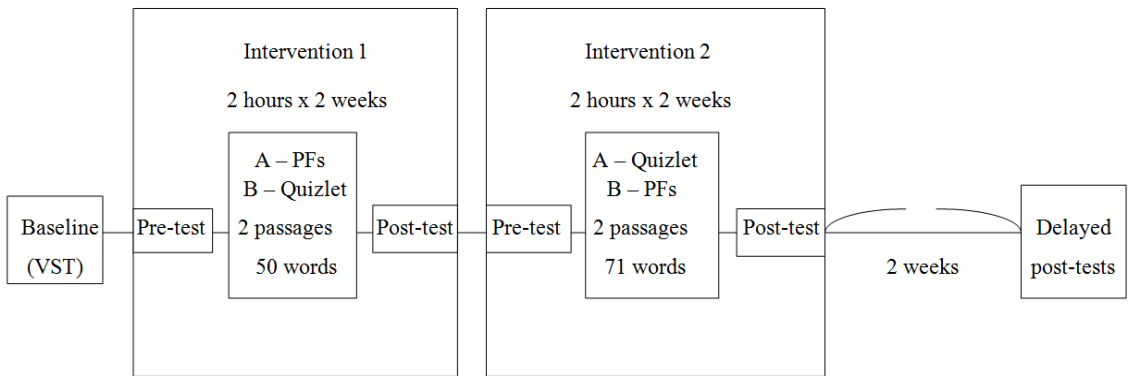 Baseline
(VST)
Intervention 1
2 hours x 2 weeks
Pre-test
A – PFs
B – Quizlet
2 passages
50 words
Post-test
Intervention 2
2 hours x 2 weeks
Pre-test
A – Quizlet
B – PFs
2 passages
71 words
Post-test
2 weeks
Delayed
post-tests